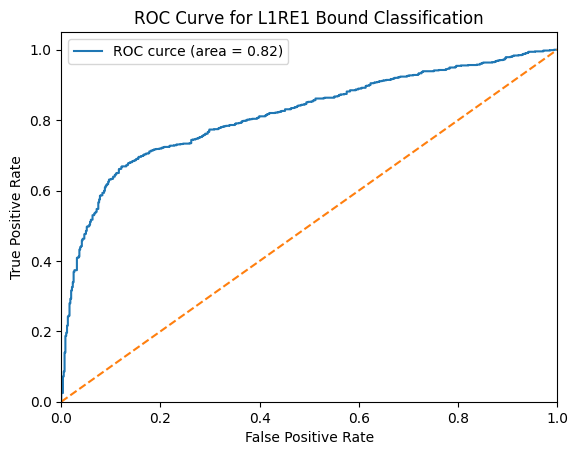 ROC Curve for L1RE1 Bound Classification
ROC curce (area = 0.82)
True Positive Rate
1.0
0.8
0.6
0.4
0.2
0.0
0.0 0.2 0.4 0.6 0.8 1.0
False Positive Rate